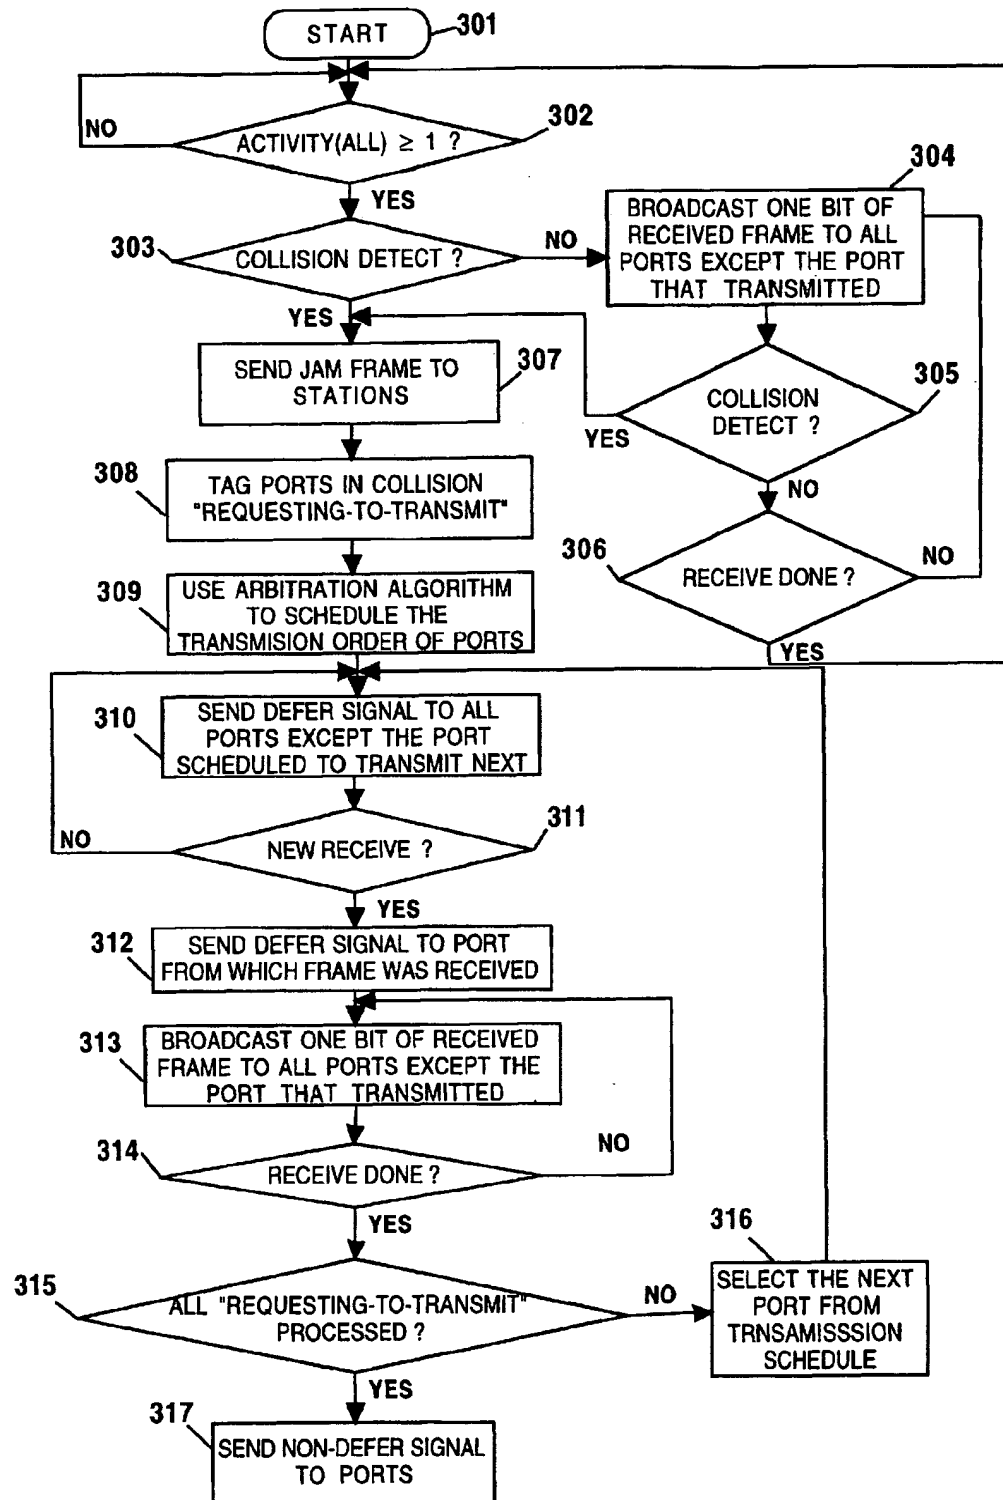 START
301
NO
ACTIVITY(ALL) ≥ 1 ?
302
YES
303
COLLISION DETECT ?
NO
304
BROADCAST ONE BIT OF
RECEIVED FRAME TO ALL
PORTS EXCEPT THE PORT
THAT TRANSMITTED
YES
SEND JAM FRAME TO
STATIONS
307
COLLISION
DETECT ?
305
YES
NO
308
TAG PORTS IN COLLISION
"REQUESTING-TO-TRANSMIT"
306
RECEIVE DONE ?
NO
YES
309
USE ARBITRATION ALGORITHM
TO SCHEDULE THE
TRANSMISION ORDER OF PORTS
310
SEND DEFER SIGNAL TO ALL
PORTS EXCEPT THE PORT
SCHEDULED TO TRANSMIT NEXT
NO
NEW RECEIVE ?
311
YES
312
SEND DEFER SIGNAL TO PORT
FROM WHICH FRAME WAS RECEIVED
313
BROADCAST ONE BIT OF RECEIVED
FRAME TO ALL PORTS EXCEPT THE
PORT THAT TRANSMITTED
314
RECEIVE DONE ?
NO
YES
315
ALL "REQUESTING-TO-TRANSMIT"
PROCESSED ?
NO
316
SELECT THE NEXT
PORT FROM
TRNSAMISSSION
SCHEDULE
YES
317
SEND NON-DEFER SIGNAL
TO PORTS